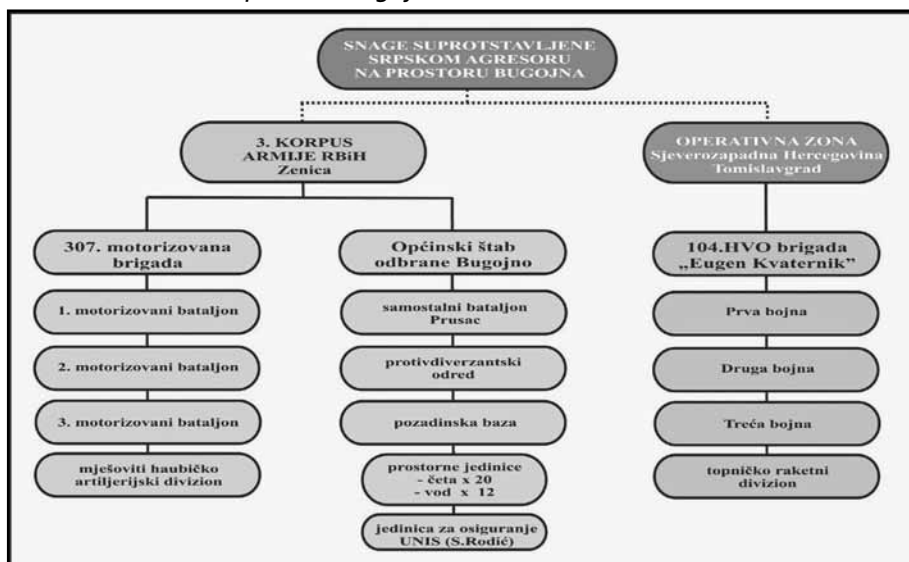 SNAGE SUPROTSTAVLJENE
SRPSKOM AGRESORU
NA PROSTORU BUGOJNA
3. KORPUS
ARMIJE RBiH
Zenica
OPERATIVNA ZONA
Sjeverozapadna Hercegovina
Tomislavgrad
307. motorizovana
brigada
1. motorizovani bataljon
2. motorizovani bataljon
3. motorizovani bataljon
mješoviti haubičko
artiljerijski divizion
Općinski štab
odbrane Bugojno
samostalni bataljon
Prusac
protivdiverzantski
odred
pozadinska baza
prostorne jedinice
- četa x 20
- vod x 12
jedinica za osiguranje
UNIS (S.Rodić)
104.HVO brigada
„Eugen Kvaternik”
Prva bojna
Druga bojna
Treća bojna
topničko raketni
divizion